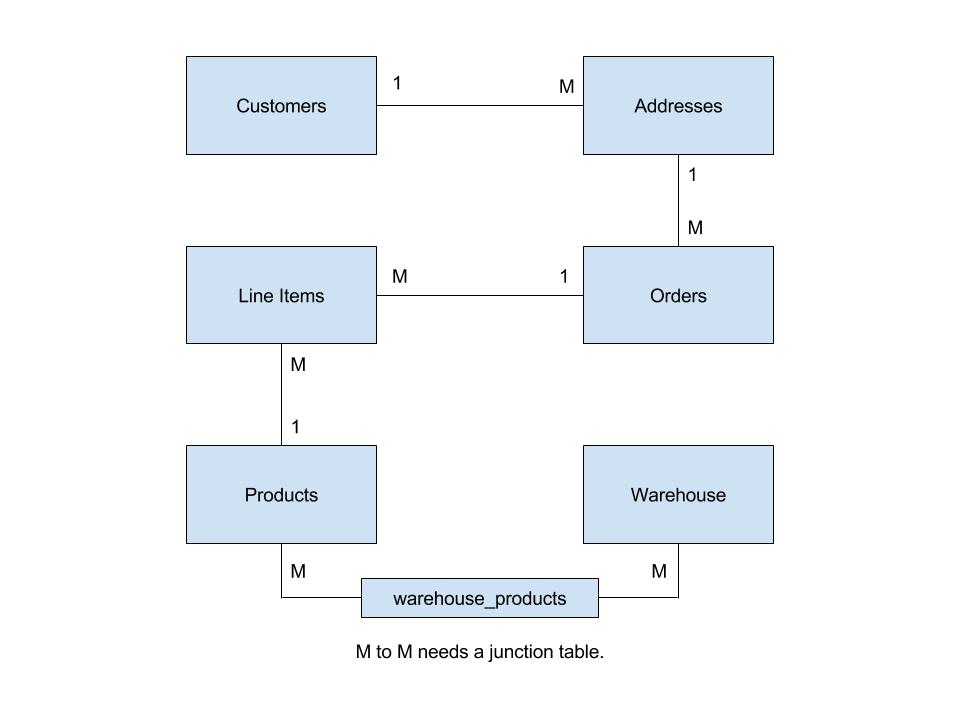 Customers
1
M
Addresses
1
M
Line Items
M
1
Orders
M
1
Products
Warehouse
M
M
warehouse_products
M to M needs a junction table.